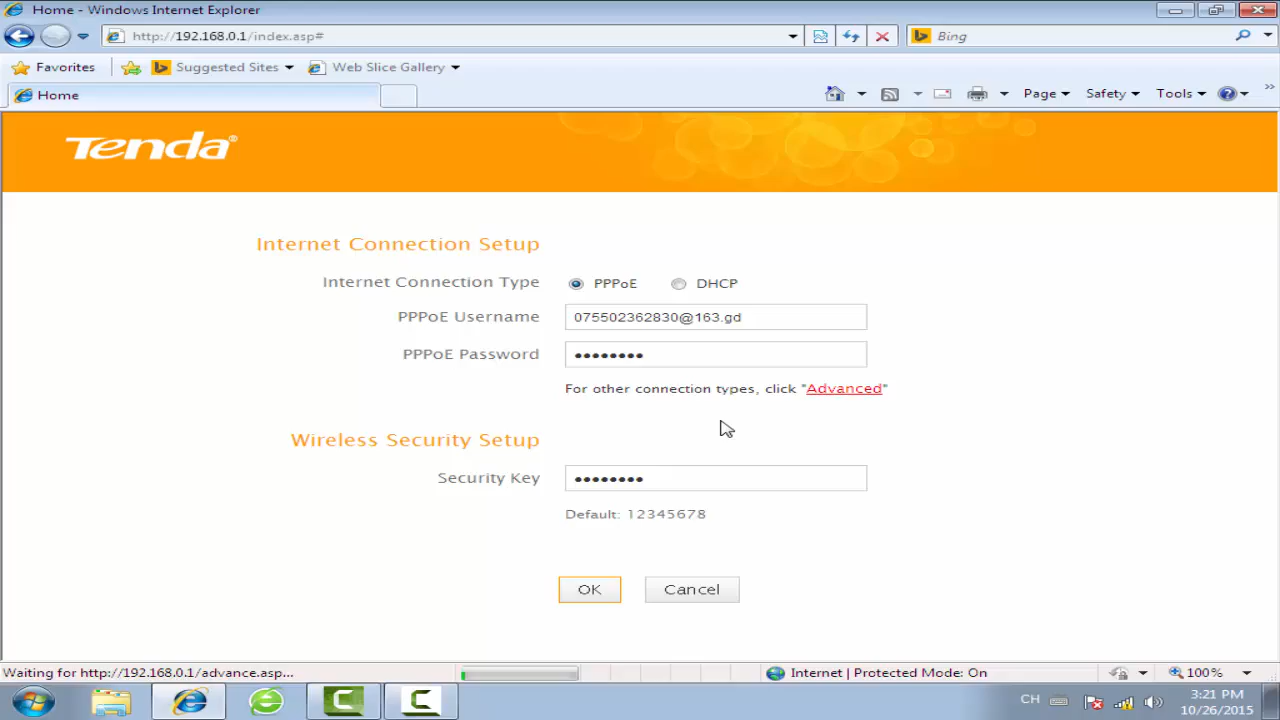 Home - Windows Internet Explorer
http://192.168.0.1/index.asp#
Bing
Favorites Suggested Sites Web Slice Gallery
Home Page Safety Tools »
Tenda®
Internet Connection Setup
Internet Connection Type PPPoE DHCP
PPPoE Username 075502362830@163.gd
PPPoE Password ••••••••
For other connection types, click "Advanced"
Wireless Security Setup
Security Key ••••••••
Default: 12345678
OK Cancel
Waiting for http://192.168.0.1/advance.asp... Internet | Protected Mode: On 100%
CH 3:21 PM
10/26/2015